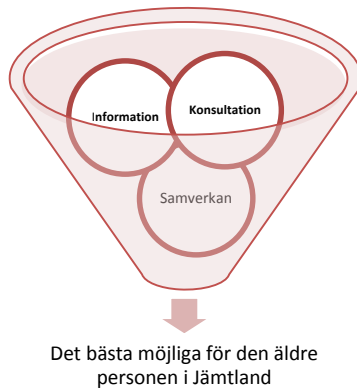 Information
Konsultation
Samverkan
Det bästa möjliga för den äldre
personen i Jämtland